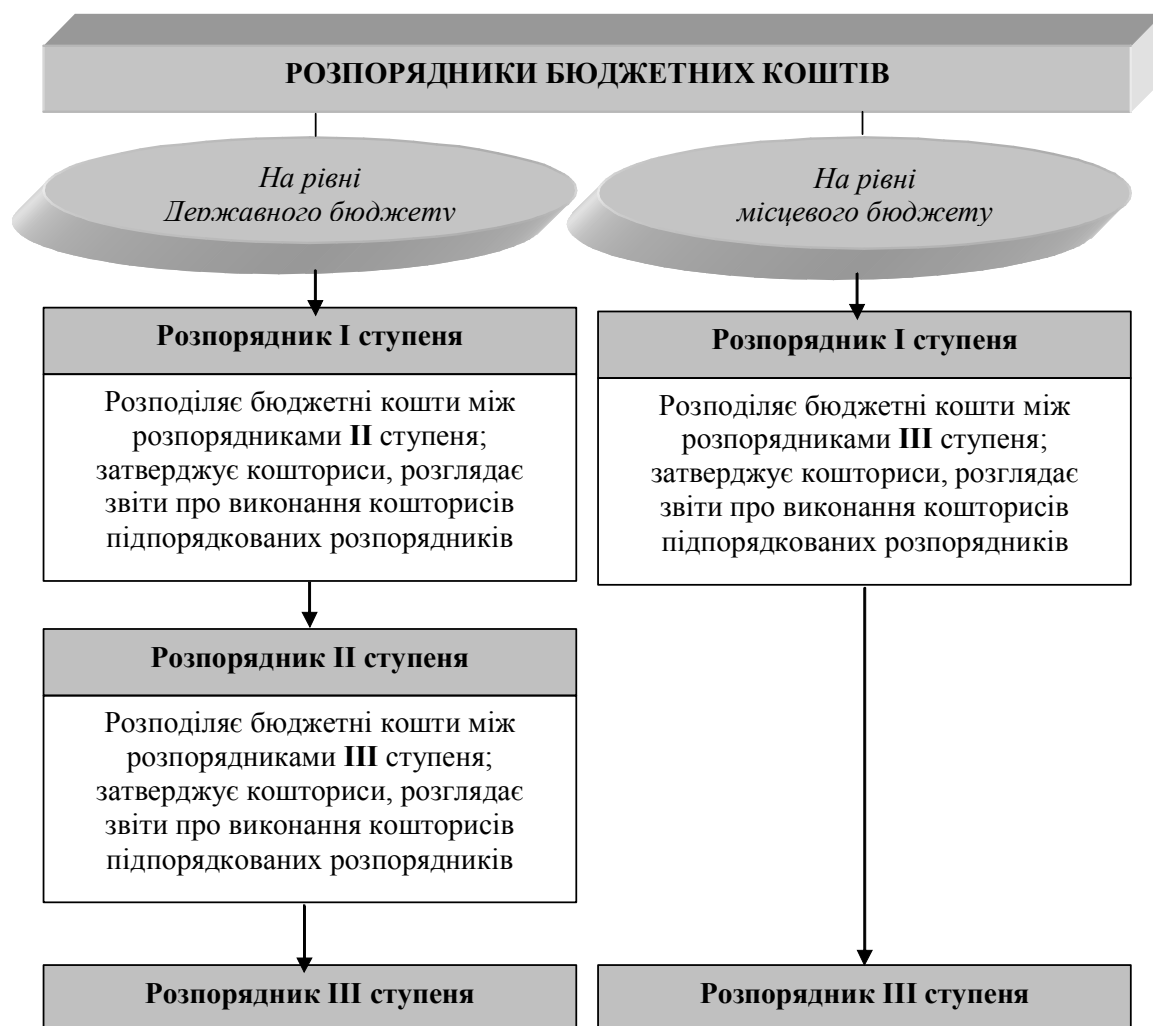 РОЗПОРЯДНИКИ БЮДЖЕТНИХ КОШТІВ
На рівні
Державного бюджету
На рівні
місцевого бюджету
Розпорядник І ступеня
Розподіляє бюджетні кошти між
розпорядниками ІІ ступеня;
затверджує кошториси, розглядає
звіти про виконання кошторисів
підпорядкованих розпорядників
Розпорядник І ступеня
Розподіляє бюджетні кошти між
розпорядниками ІІІ ступеня;
затверджує кошториси, розглядає
звіти про виконання кошторисів
підпорядкованих розпорядників
Розпорядник ІІ ступеня
Розподіляє бюджетні кошти між
розпорядниками ІІІ ступеня;
затверджує кошториси, розглядає
звіти про виконання кошторисів
підпорядкованих розпорядників
Розпорядник ІІІ ступеня
Розпорядник ІІІ ступеня